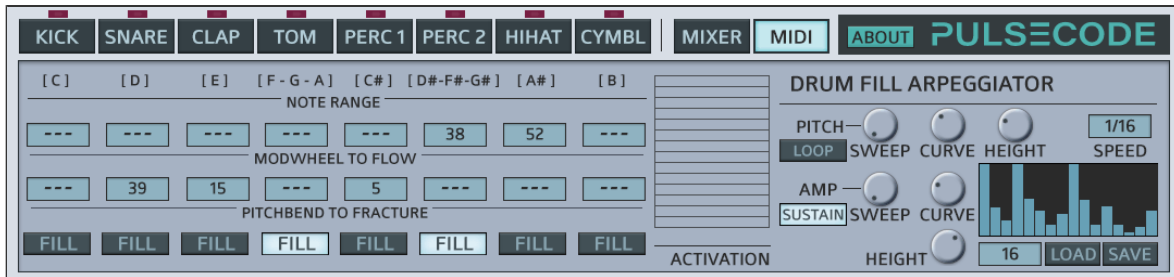 KICK SNARE CLAP TOM PERC 1 PERC 2 HIHAT CYMBL MIXER MIDI ABOUT PULSECODE
[C] [D] [E] [F-G-A] [C#] [D#-F#-G#] [A#] [B]
NOTE RANGE
--- --- --- --- --- 38 52 ---
MODWHEEL TO FLOW
--- 39 15 --- 5 --- --- ---
PITCHBEND TO FRACTURE
FILL FILL FILL FILL FILL FILL FILL FILL
ACTIVATION
DRUM FILL ARPEGGIATOR
PITCH 1/16
LOOP SWEEP CURVE HEIGHT SPEED
AMP
SUSTAIN SWEEP CURVE
HEIGHT 16 LOAD SAVE